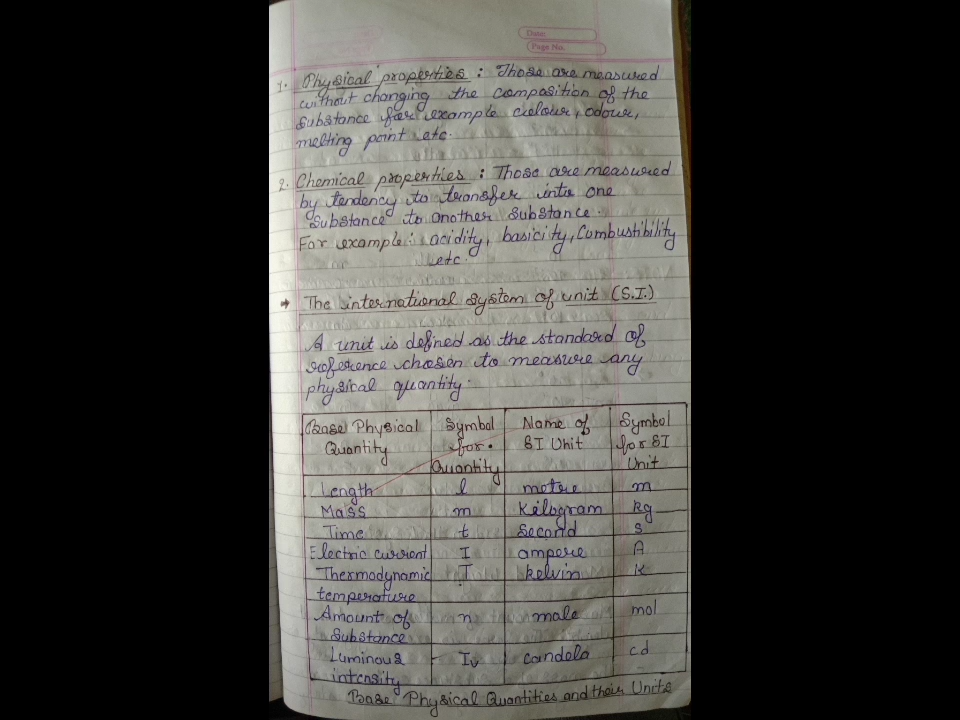 Date:
Page No.
1. Physical properties : Those are measured
without changing the composition of the
substance for example colour, odour,
melting point etc.
2. Chemical properties : Those are measured
by tendency to transfer into one
substance to another substance.
For example: acidity, basicity, Combustibility
etc.
→ The international system of unit (S.I.)
A unit is defined as the standard of
reference chosen to measure any
physical quantity.
Base Physical Quantity | Symbol for Quantity | Name of SI Unit | Symbol for SI Unit
Length | l | metre | m
Mass | m | Kilogram | kg
Time | t | Second | s
Electric current | I | ampere | A
Thermodynamic temperature | T | kelvin | K
Amount of Substance | n | mole | mol
Luminous intensity | Iv | candela | cd
Base Physical Quantities and their Units